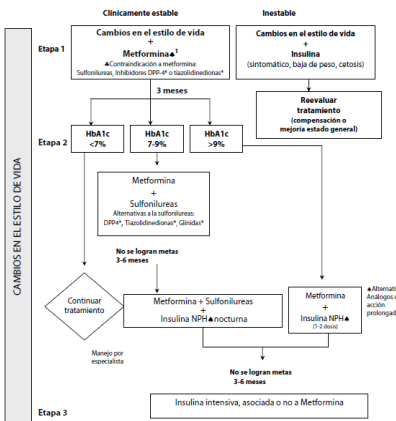 Clínicamente estable
Inestable
Etapa 1
Cambios en el estilo de vida
+
Metformina♠¹
♣Contraindicación a metformina:
Sulfonilureas, Inhibidores DPP-4* o tiazolidinedionas*
Cambios en el estilo de vida
+
Insulina
(sintomático, baja de peso, cetosis)
3 meses
Reevaluar
tratamiento
(compensación o
mejoría estado general)
Etapa 2
HbA1c
<7%
HbA1c
7-9%
HbA1c
>9%
CAMBIOS EN EL ESTILO DE VIDA
Metformina
+
Sulfonilureas
Alternativas a la sulfonilureas:
DPP4*, Tiazolidinedionas*, Glinidas*
No se logran metas
3-6 meses
Continuar
tratamiento
Metformina + Sulfonilureas
+
Insulina NPH♠nocturna
Metformina
+
Insulina NPH♠
(1-2 dosis)
♠Alternati
Análogos
acción
prolongad
Manejo por
especialista
No se logran metas
3-6 meses
Insulina intensiva, asociada o no a Metformina
Etapa 3